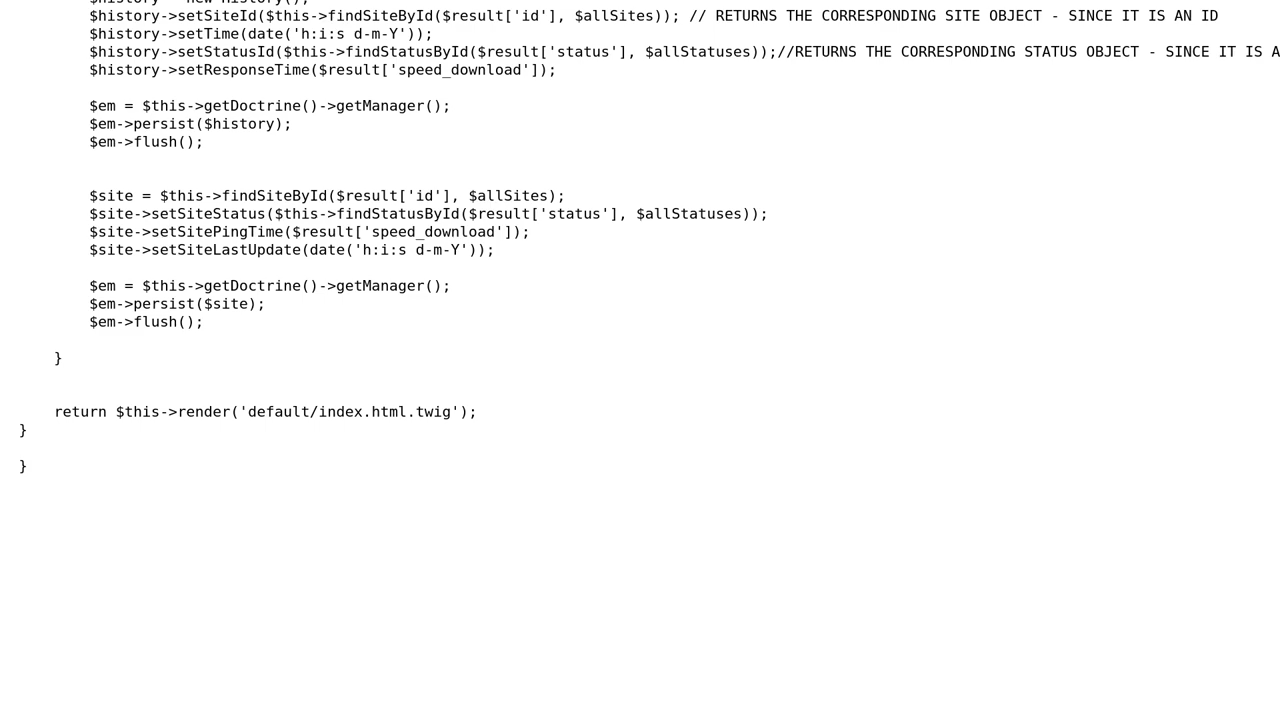 $history = new History();
$history->setSiteId($this->findSiteById($result['id'], $allSites)); // RETURNS THE CORRESPONDING SITE OBJECT - SINCE IT IS AN ID
$history->setTime(date('h:i:s d-m-Y'));
$history->setStatusId($this->findStatusById($result['status'], $allStatuses));//RETURNS THE CORRESPONDING STATUS OBJECT - SINCE IT IS A
$history->setResponseTime($result['speed_download']);
$em = $this->getDoctrine()->getManager();
$em->persist($history);
$em->flush();
$site = $this->findSiteById($result['id'], $allSites);
$site->setSiteStatus($this->findStatusById($result['status'], $allStatuses));
$site->setSitePingTime($result['speed_download']);
$site->setSiteLastUpdate(date('h:i:s d-m-Y'));
$em = $this->getDoctrine()->getManager();
$em->persist($site);
$em->flush();
}
return $this->render('default/index.html.twig');
}
}